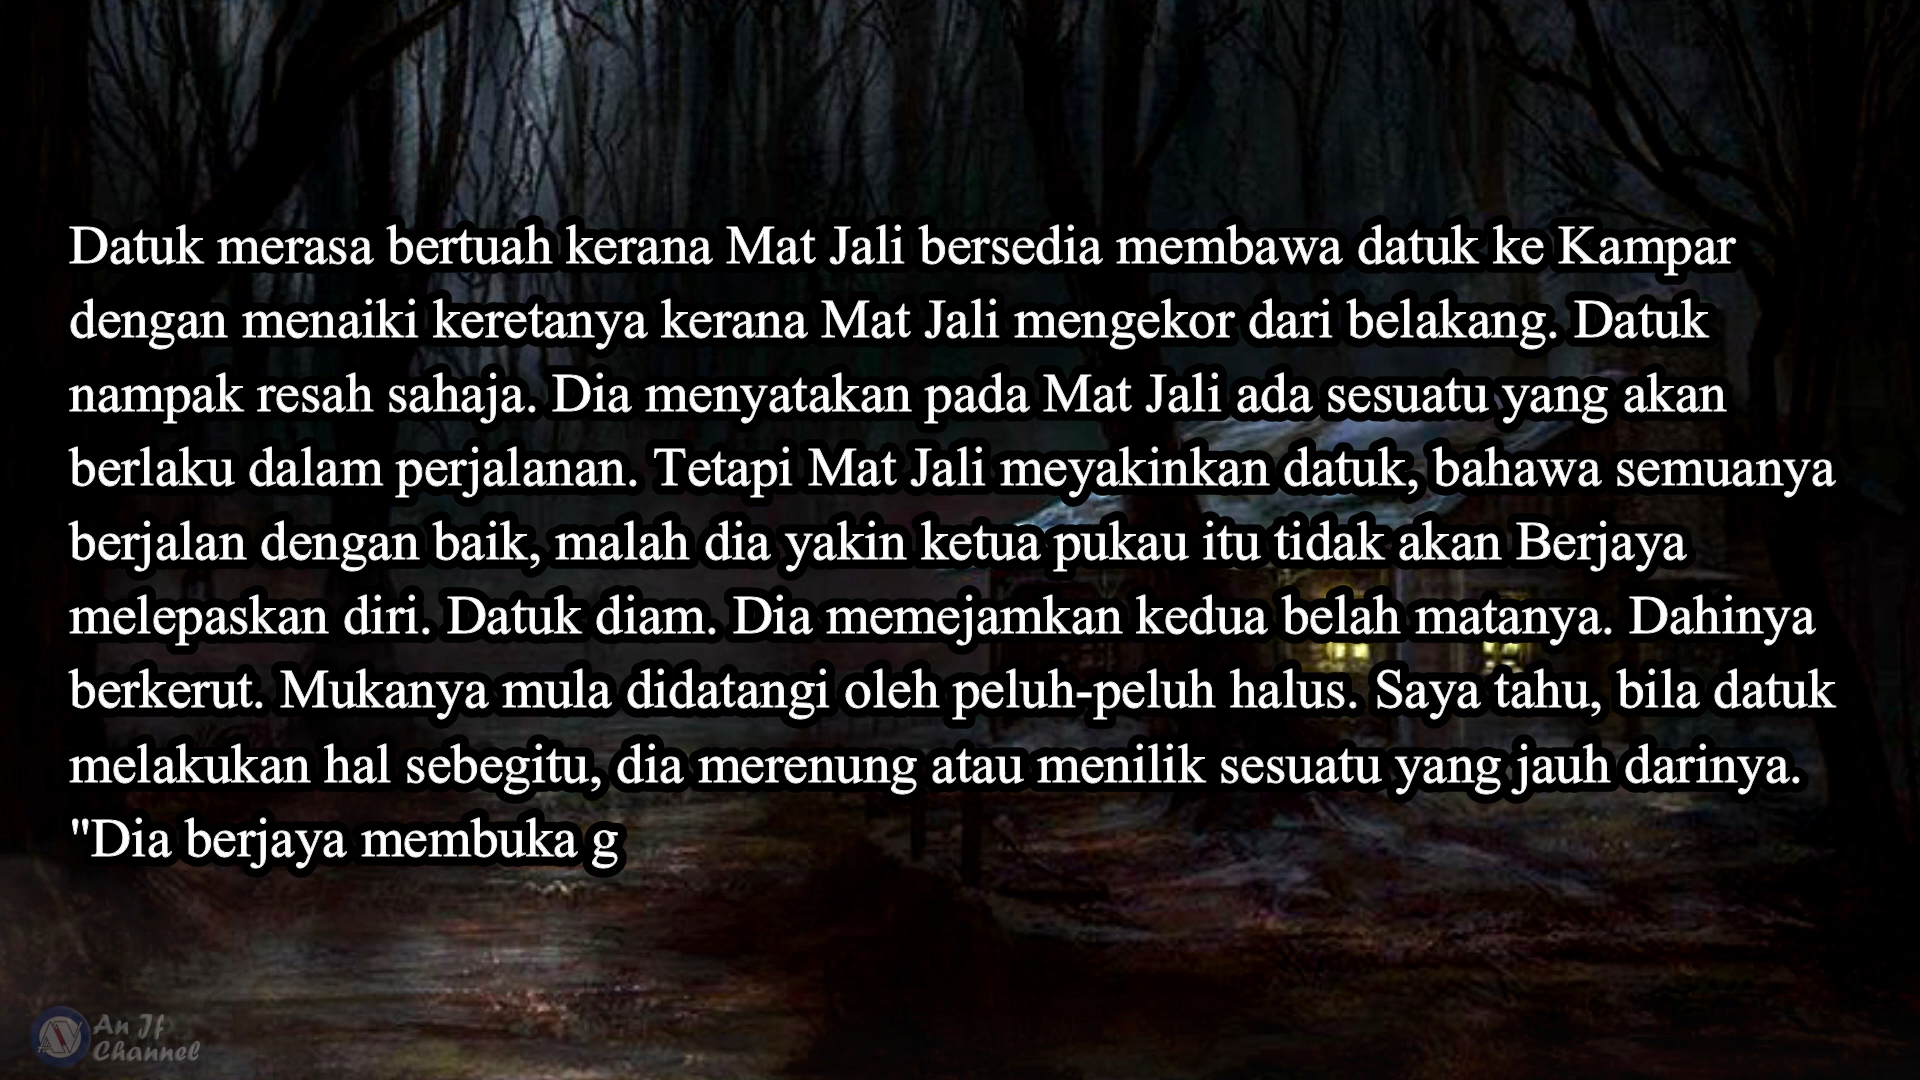 Datuk merasa bertuah kerana Mat Jali bersedia membawa datuk ke Kampar
dengan menaiki keretanya kerana Mat Jali mengekor dari belakang. Datuk
nampak resah sahaja. Dia menyatakan pada Mat Jali ada sesuatu yang akan
berlaku dalam perjalanan. Tetapi Mat Jali meyakinkan datuk, bahawa semuanya
berjalan dengan baik, malah dia yakin ketua pukau itu tidak akan Berjaya
melepaskan diri. Datuk diam. Dia memejamkan kedua belah matanya. Dahinya
berkerut. Mukanya mula didatangi oleh peluh-peluh halus. Saya tahu, bila datuk
melakukan hal sebegitu, dia merenung atau menilik sesuatu yang jauh darinya.
"Dia berjaya membuka g
An If
Channel